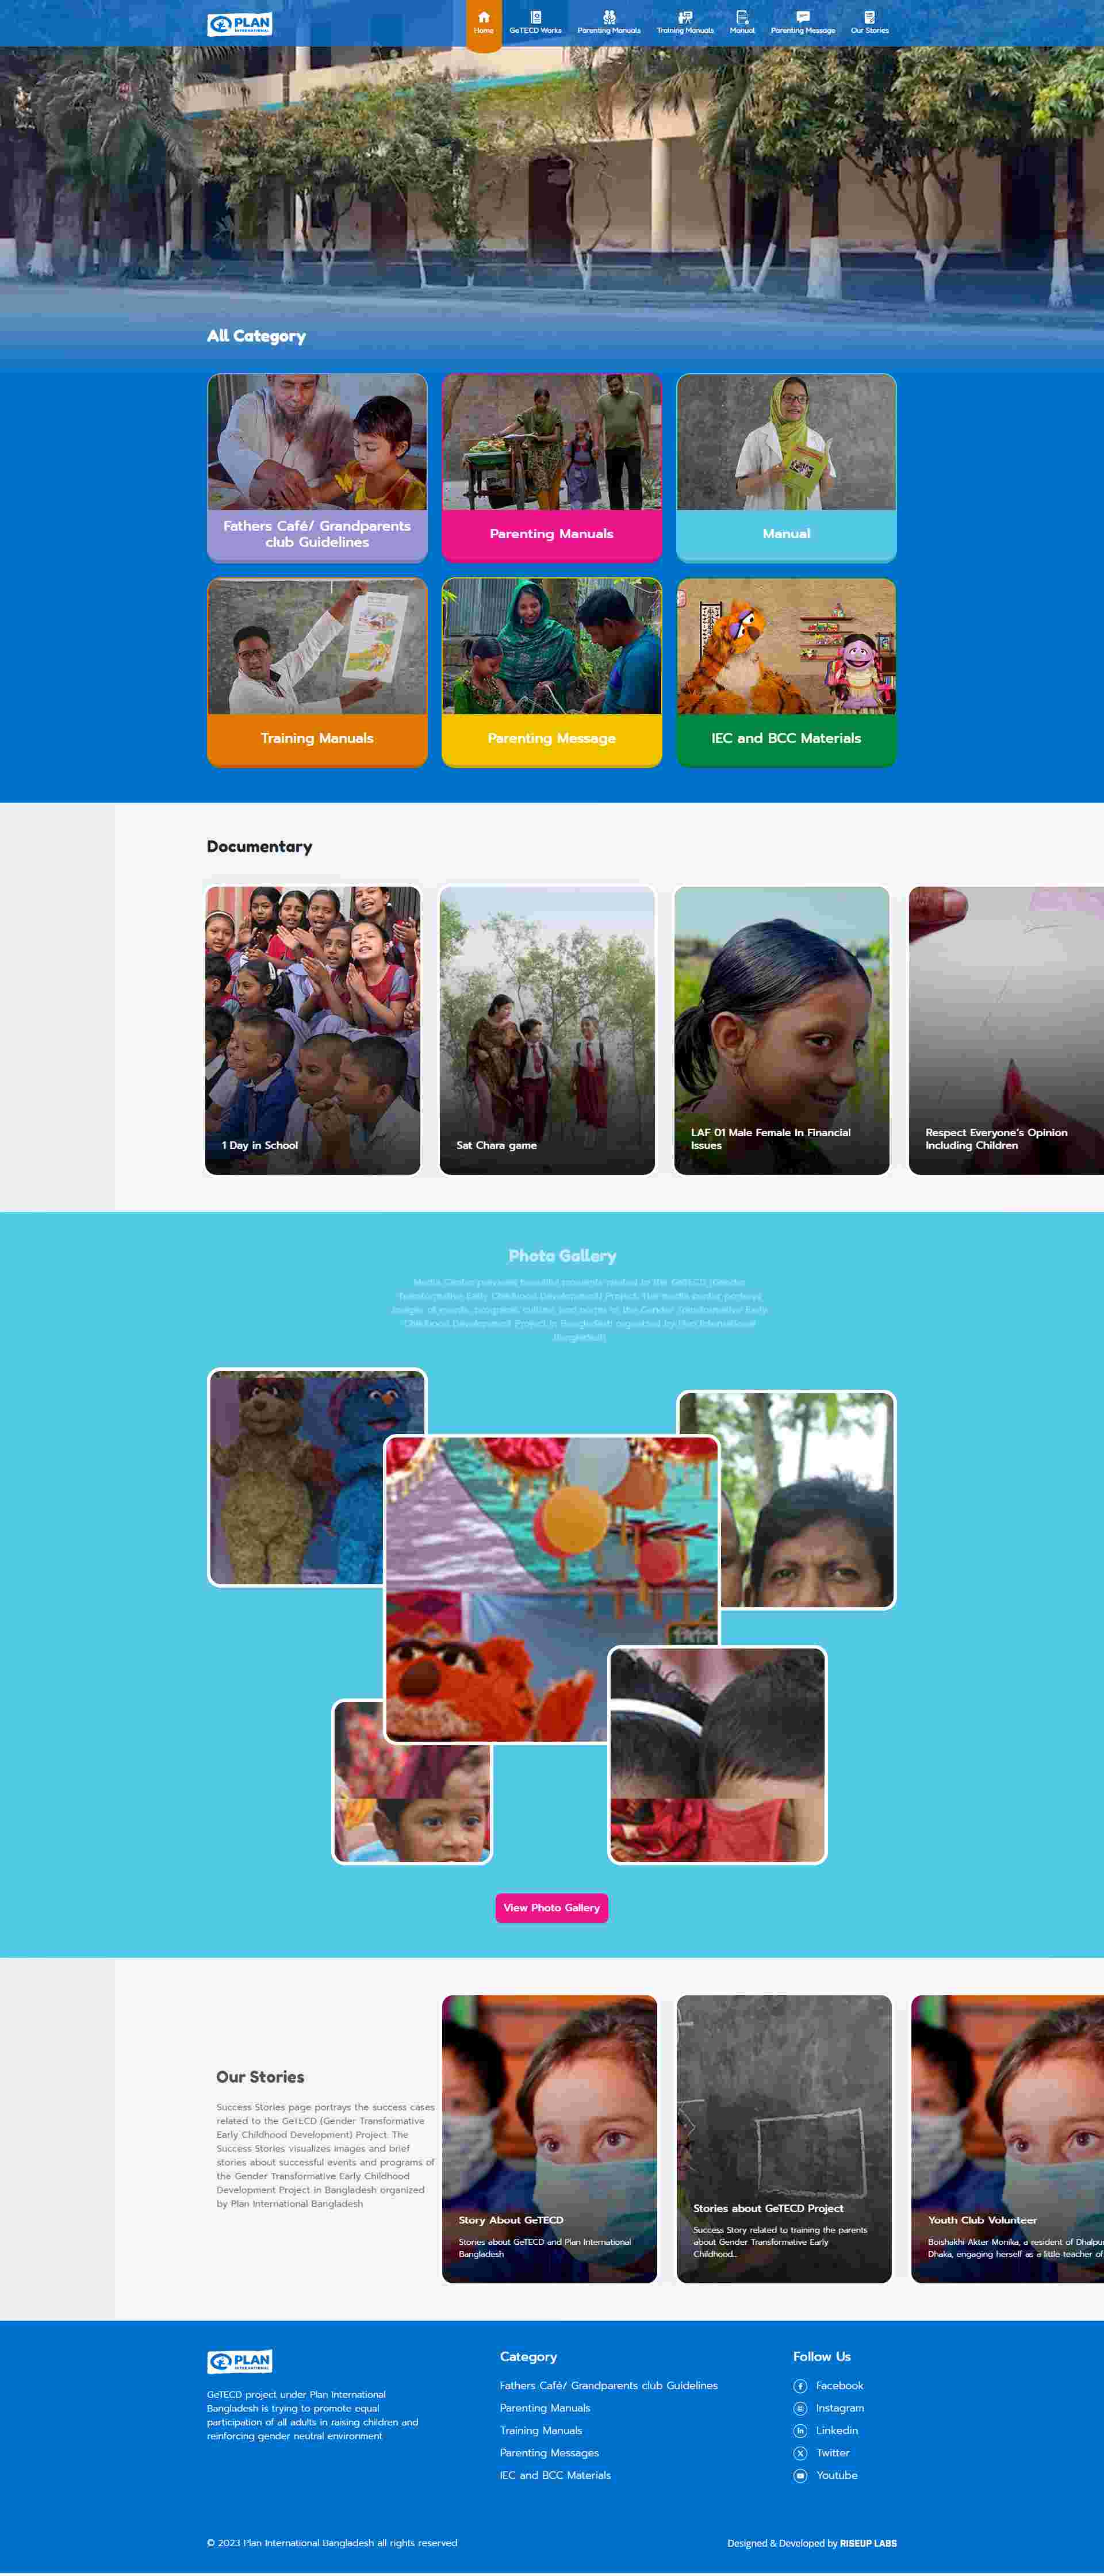 PLAN
INTERNATIONAL
Home
GeTECD Works
Parenting Manuals
Training Manuals
Manual
Parenting Message
Our Stories
All Category
Fathers Café/ Grandparents
club Guidelines
Parenting Manuals
Manual
Training Manuals
Parenting Message
IEC and BCC Materials
Documentary
1 Day in School
Sat Chara game
LAF 01 Male Female In Financial
Issues
Respect Everyone's Opinion
Including Children
Photo Gallery
Media Center portrays beautiful moments related to the GeTECD (Gender
Transformative Early Childhood Development) Project. The media center portrays
images of events, programs, culture, and norms of the Gender Transformative Early
Childhood Development Project in Bangladesh organized by Plan International
Bangladesh
View Photo Gallery
Our Stories
Success Stories page portrays the success cases
related to the GeTECD (Gender Transformative
Early Childhood Development) Project. The
Success Stories visualizes images and brief
stories about successful events and programs of
the Gender Transformative Early Childhood
Development Project in Bangladesh organized
by Plan International Bangladesh
Story About GeTECD
Stories about GeTECD and Plan International
Bangladesh
Stories about GeTECD Project
Success Story related to training the parents
about Gender Transformative Early
Childhood...
Youth Club Volunteer
Boishakhi Akter Monika, a resident of Dhalpur
Dhaka, engaging herself as a little teacher of
PLAN
INTERNATIONAL
GeTECD project under Plan International
Bangladesh is trying to promote equal
participation of all adults in raising children and
reinforcing gender neutral environment
Category
Fathers Café/ Grandparents club Guidelines
Parenting Manuals
Training Manuals
Parenting Messages
IEC and BCC Materials
Follow Us
Facebook
Instagram
Linkedin
Twitter
Youtube
© 2023 Plan International Bangladesh all rights reserved
Designed & Developed by RISEUP LABS